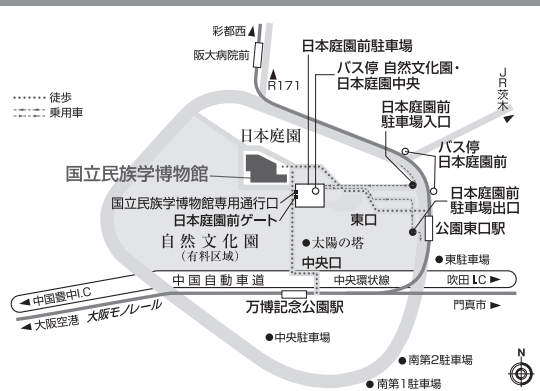 彩都西
阪大病院前
R171
日本庭園前駐車場
バス停 自然文化園・
日本庭園中央
JR茨木
徒歩
乗用車
日本庭園前
駐車場入口
日本庭園
バス停
日本庭園前
国立民族学博物館
国立民族学博物館専用通行口
日本庭園前ゲート
日本庭園前
駐車場出口
東口
公園東口駅
自然文化園
(有料区域)
太陽の塔
中央口
東駐車場
中国自動車道
中央環状線
吹田I.C
中国豊中I.C
大阪空港
大阪モノレール
万博記念公園駅
門真市
中央駐車場
南第2駐車場
南第1駐車場
N